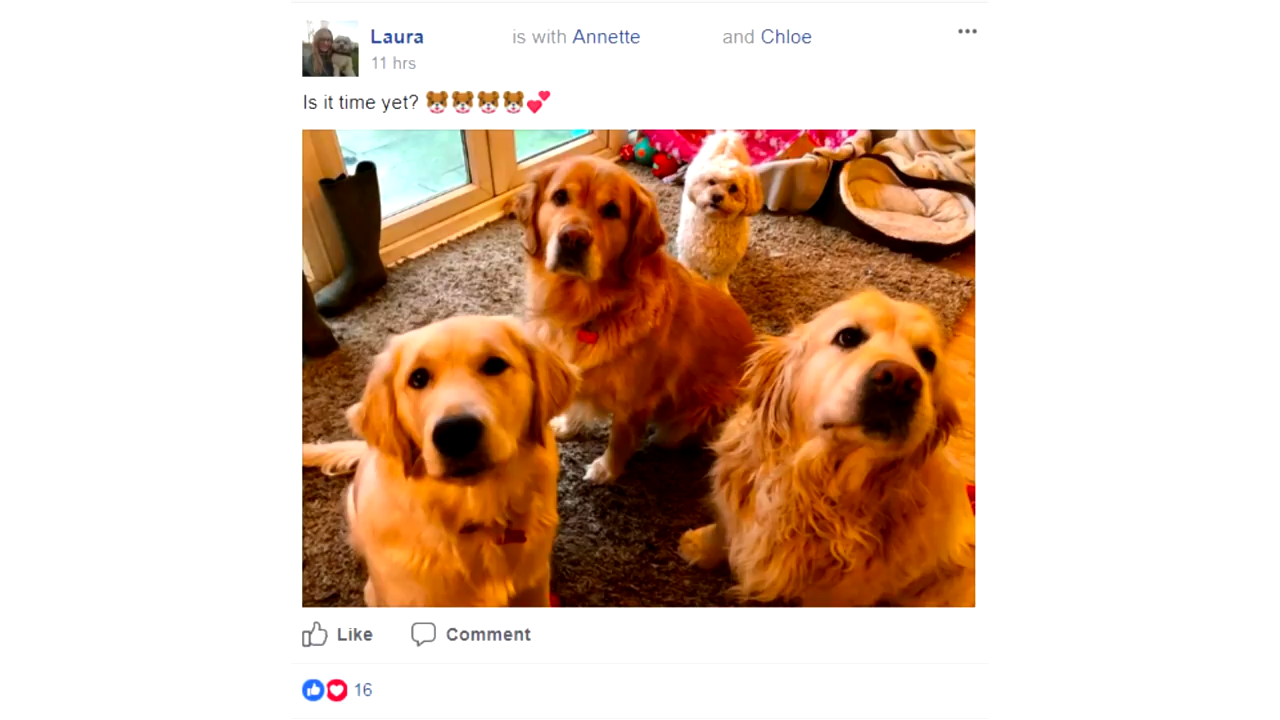 Laura is with Annette and Chloe
11 hrs
Is it time yet? 🐶🐶🐶🐶💕
Like Comment
16